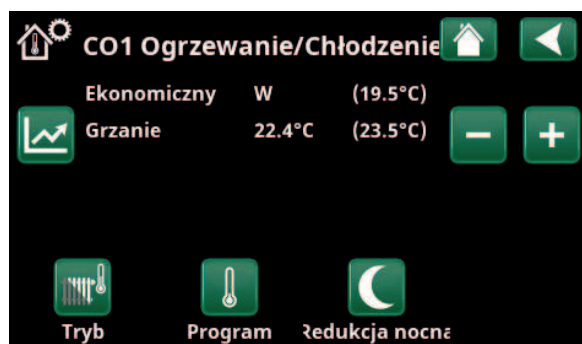 CO1 Ogrzewanie/Chłodzenie
Ekonomiczny W (19.5°C)
Grzanie 22.4°C (23.5°C)
Tryb Program Redukcja nocna